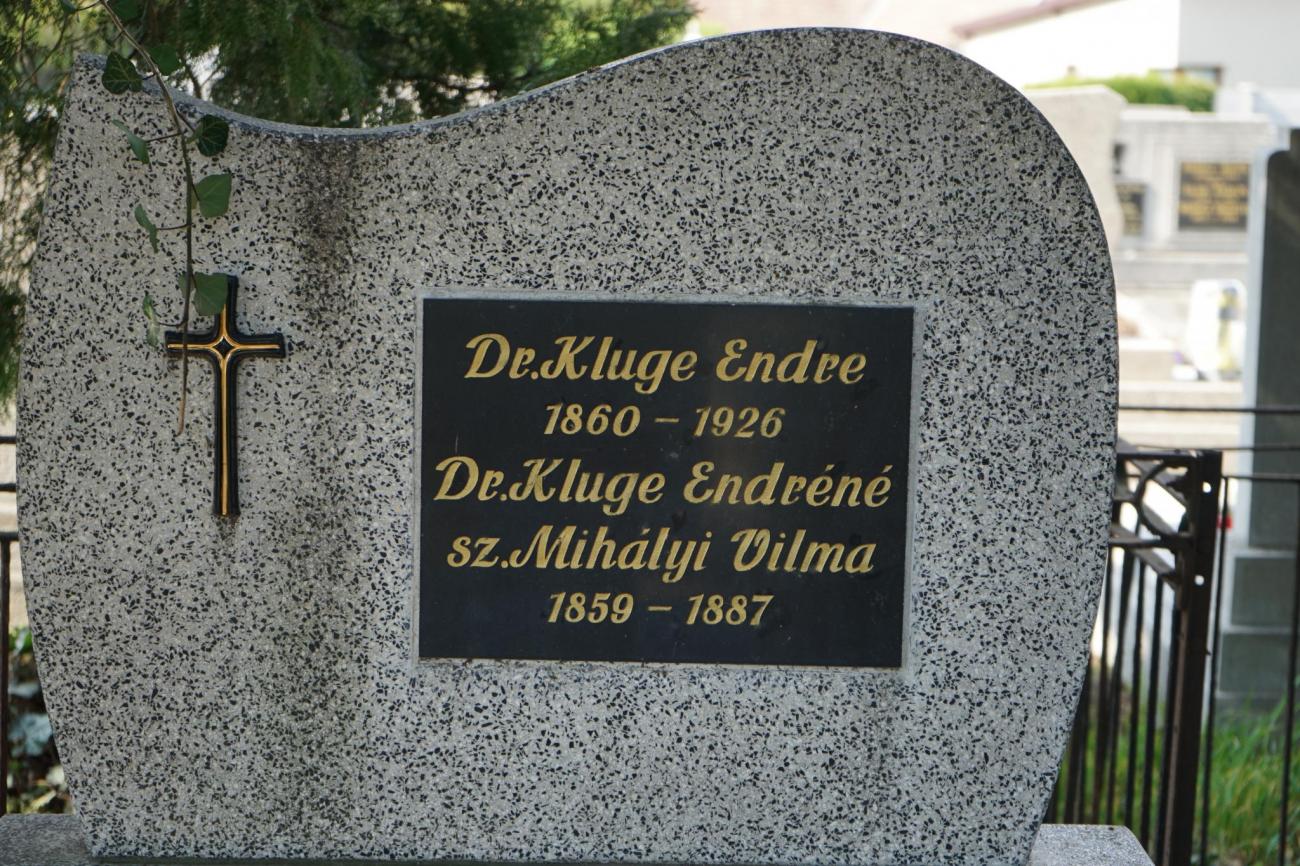 Dr.Kluge Endre
1860 – 1926
Dr.Kluge Endréné
sz.Mihályi Vilma
1859 – 1887